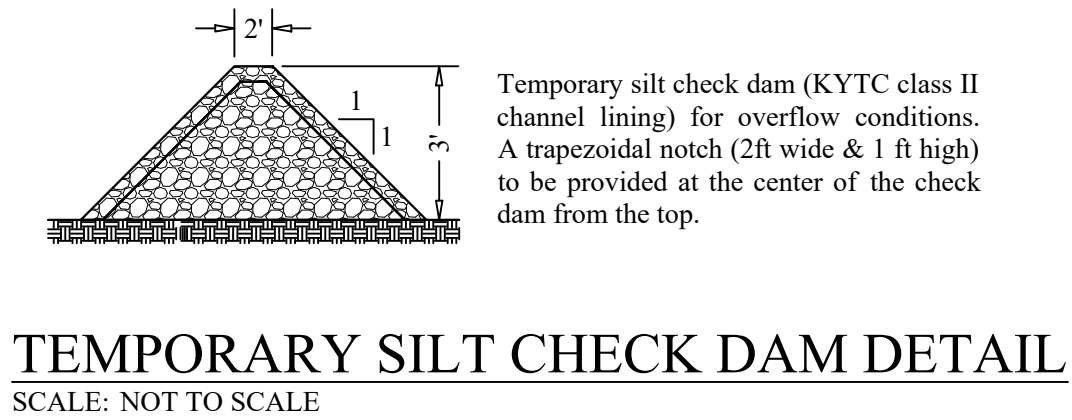 2'
1
1
3'
Temporary silt check dam (KYTC class II
channel lining) for overflow conditions.
A trapezoidal notch (2ft wide & 1 ft high)
to be provided at the center of the check
dam from the top.
TEMPORARY SILT CHECK DAM DETAIL
SCALE: NOT TO SCALE